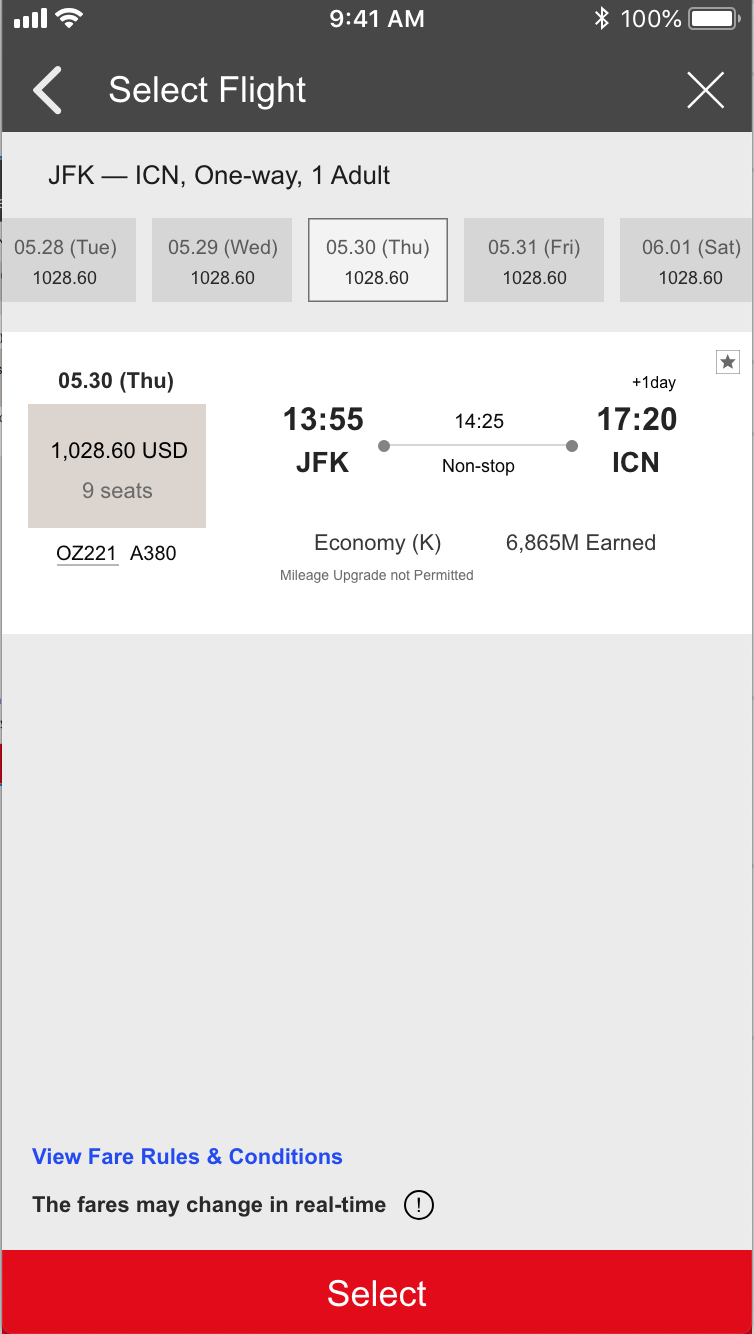 9:41 AM 100%
Select Flight
JFK — ICN, One-way, 1 Adult
05.28 (Tue) 05.29 (Wed) 05.30 (Thu) 05.31 (Fri) 06.01 (Sat)
1028.60 1028.60 1028.60 1028.60 1028.60
05.30 (Thu)
1,028.60 USD
9 seats
OZ221 A380
+1day
13:55 14:25 17:20
JFK Non-stop ICN
Economy (K) 6,865M Earned
Mileage Upgrade not Permitted
View Fare Rules & Conditions
The fares may change in real-time !
Select